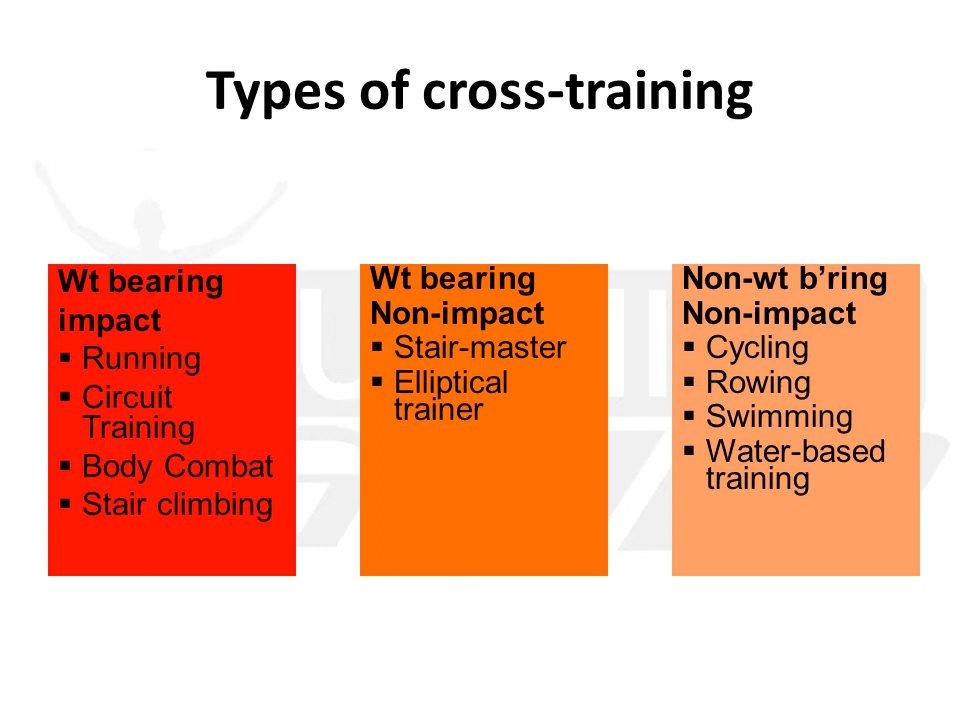 Types of cross-training
Wt bearing
impact
▪ Running
▪ Circuit
Training
▪ Body Combat
▪ Stair climbing
Wt bearing
Non-impact
▪ Stair-master
▪ Elliptical
trainer
Non-wt b’ring
Non-impact
▪ Cycling
▪ Rowing
▪ Swimming
▪ Water-based
training